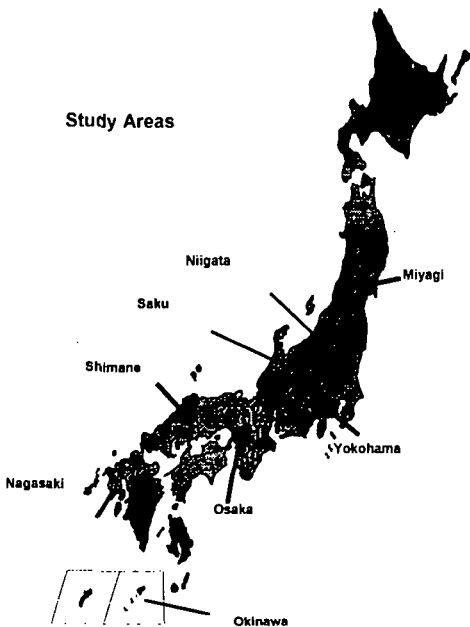 Study Areas
Niigata
Miyagi
Saku
Shimane
Yokohama
Nagasaki
Osaka
Okinawa